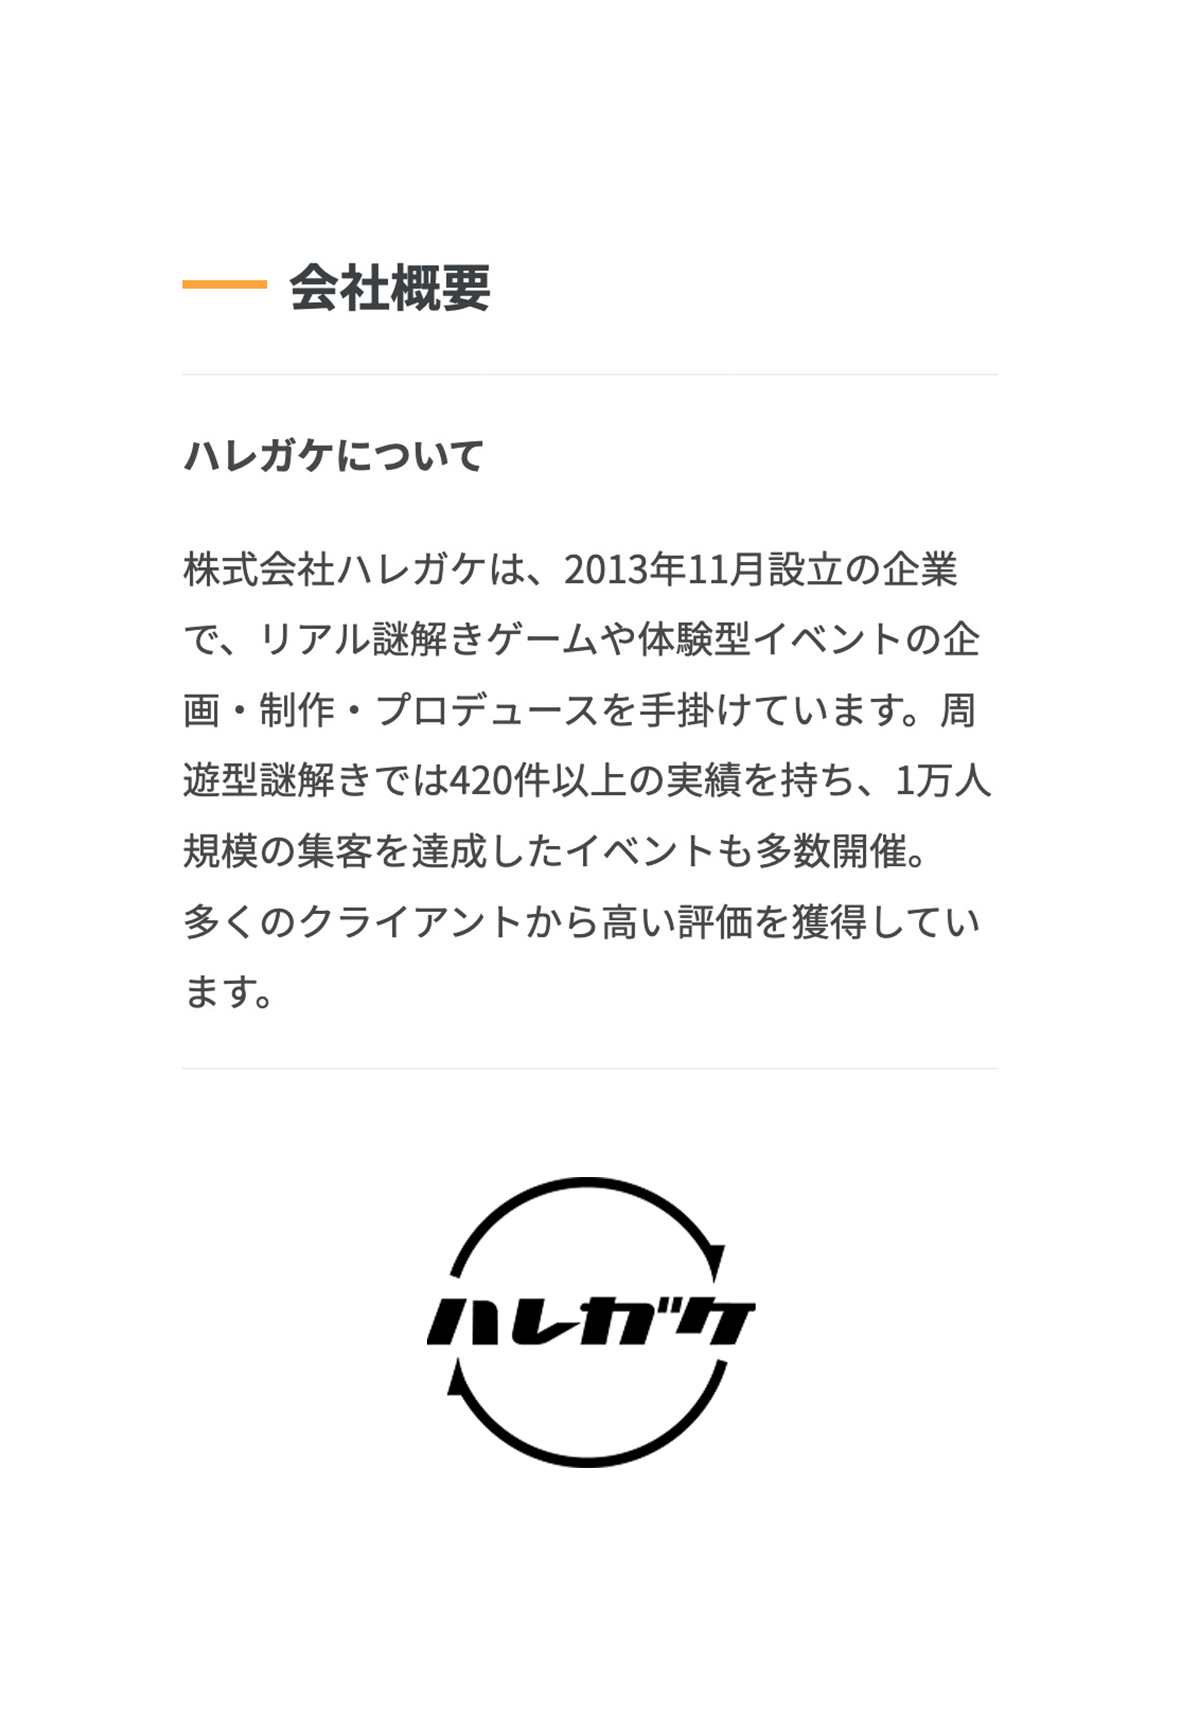 会社概要
ハレガケについて
株式会社ハレガケは、2013年11月設立の企業
で、リアル謎解きゲームや体験型イベントの企
画・制作・プロデュースを手掛けています。周
遊型謎解きでは420件以上の実績を持ち、1万人
規模の集客を達成したイベントも多数開催。
多くのクライアントから高い評価を獲得してい
ます。
ハレガケ